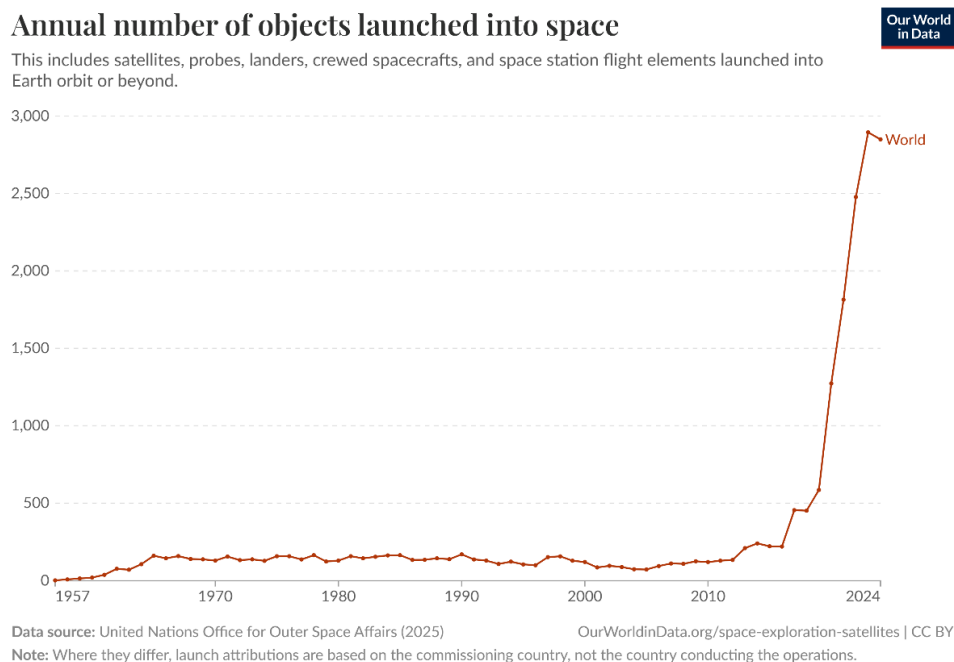 Annual number of objects launched into space
Our World
in Data
This includes satellites, probes, landers, crewed spacecrafts, and space station flight elements launched into
Earth orbit or beyond.
3,000
World
2,500
2,000
1,500
1,000
500
0
1957
1970
1980
1990
2000
2010
2024
Data source: United Nations Office for Outer Space Affairs (2025)
OurWorldinData.org/space-exploration-satellites | CC BY
Note: Where they differ, launch attributions are based on the commissioning country, not the country conducting the operations.